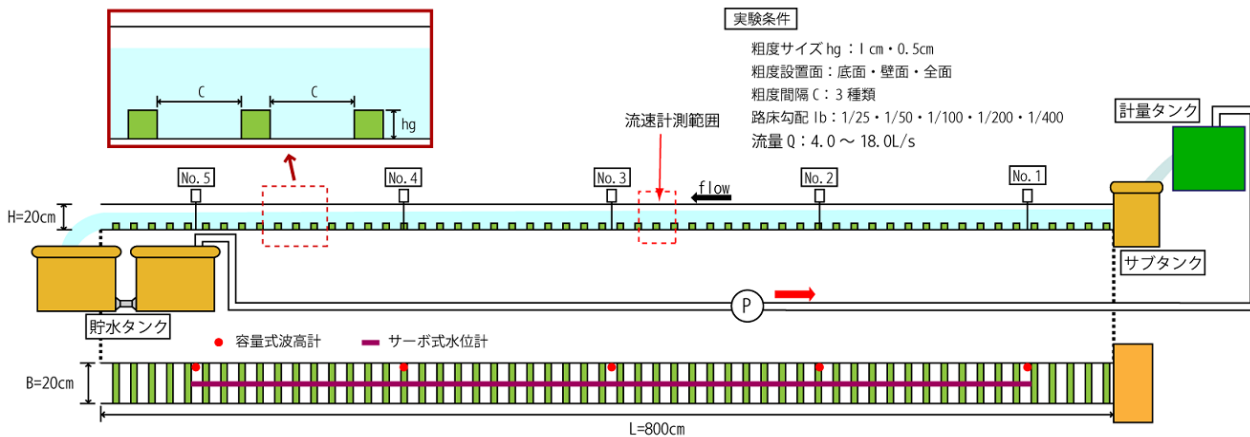 実験条件
粗度サイズ hg : 1 cm・0.5cm
粗度設置面:底面・壁面・全面
粗度間隔 C:3 種類
路床勾配 Ib:1/25・1/50・1/100・1/200・1/400
流量 Q:4.0 ~ 18.0L/s
C
C
hg
流速計測範囲
計量タンク
No. 5
No. 4
No. 3
flow
No. 2
No. 1
H=20cm
サブタンク
P
貯水タンク
容量式波高計
サーボ式水位計
B=20cm
L=800cm